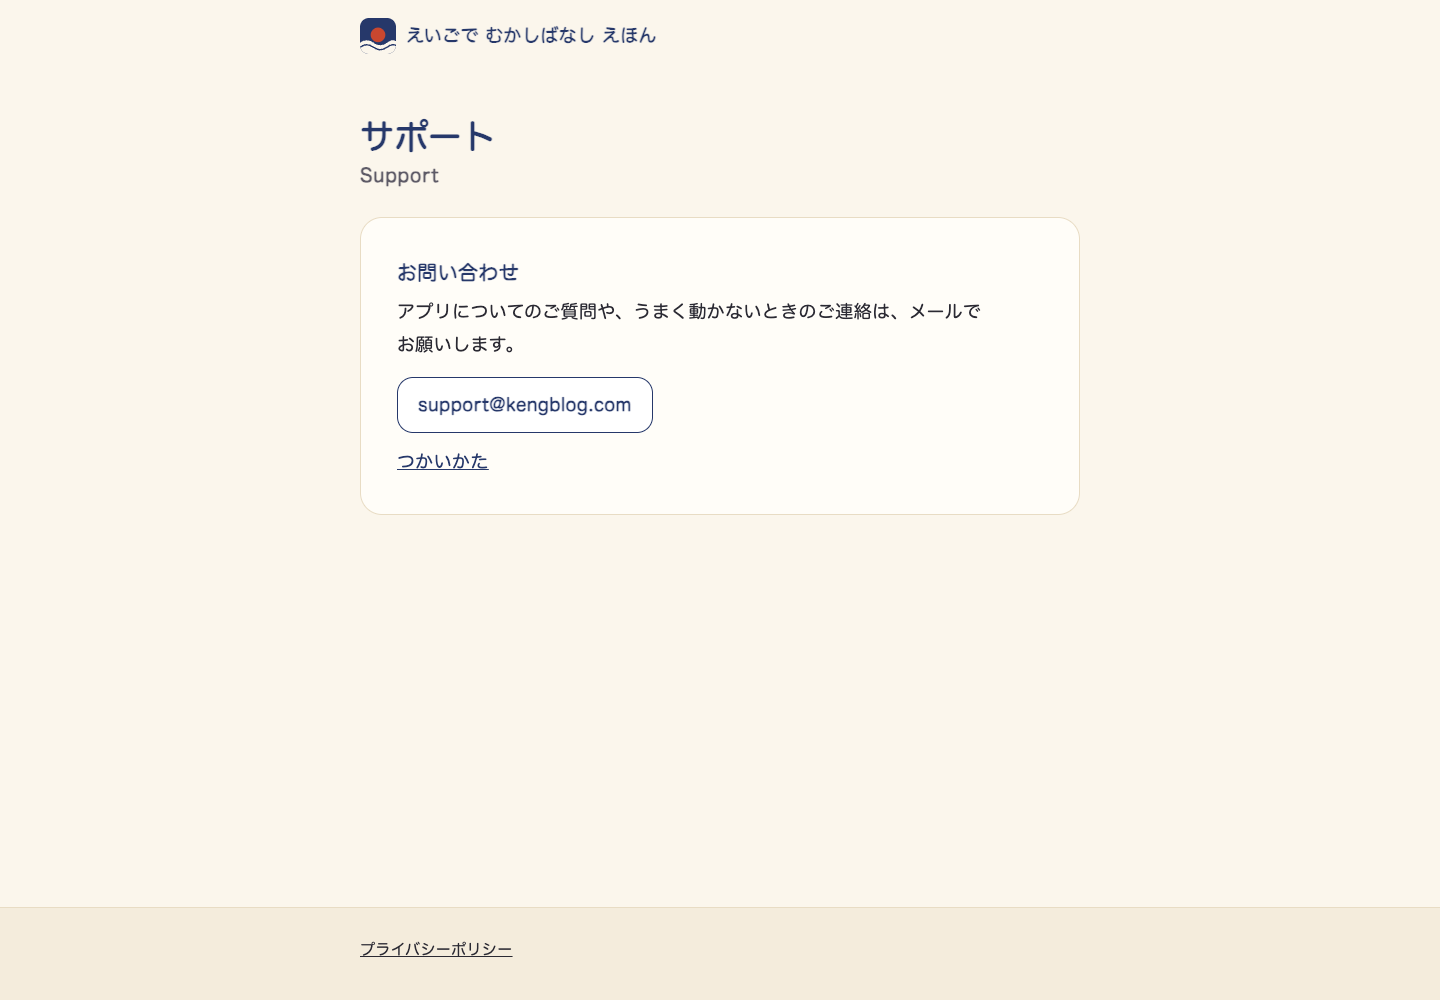 えいごで むかしばなし えほん
サポート
Support
お問い合わせ
アプリについてのご質問や、うまく動かないときのご連絡は、メールで
お願いします。
support@kengblog.com
つかいかた
プライバシーポリシー